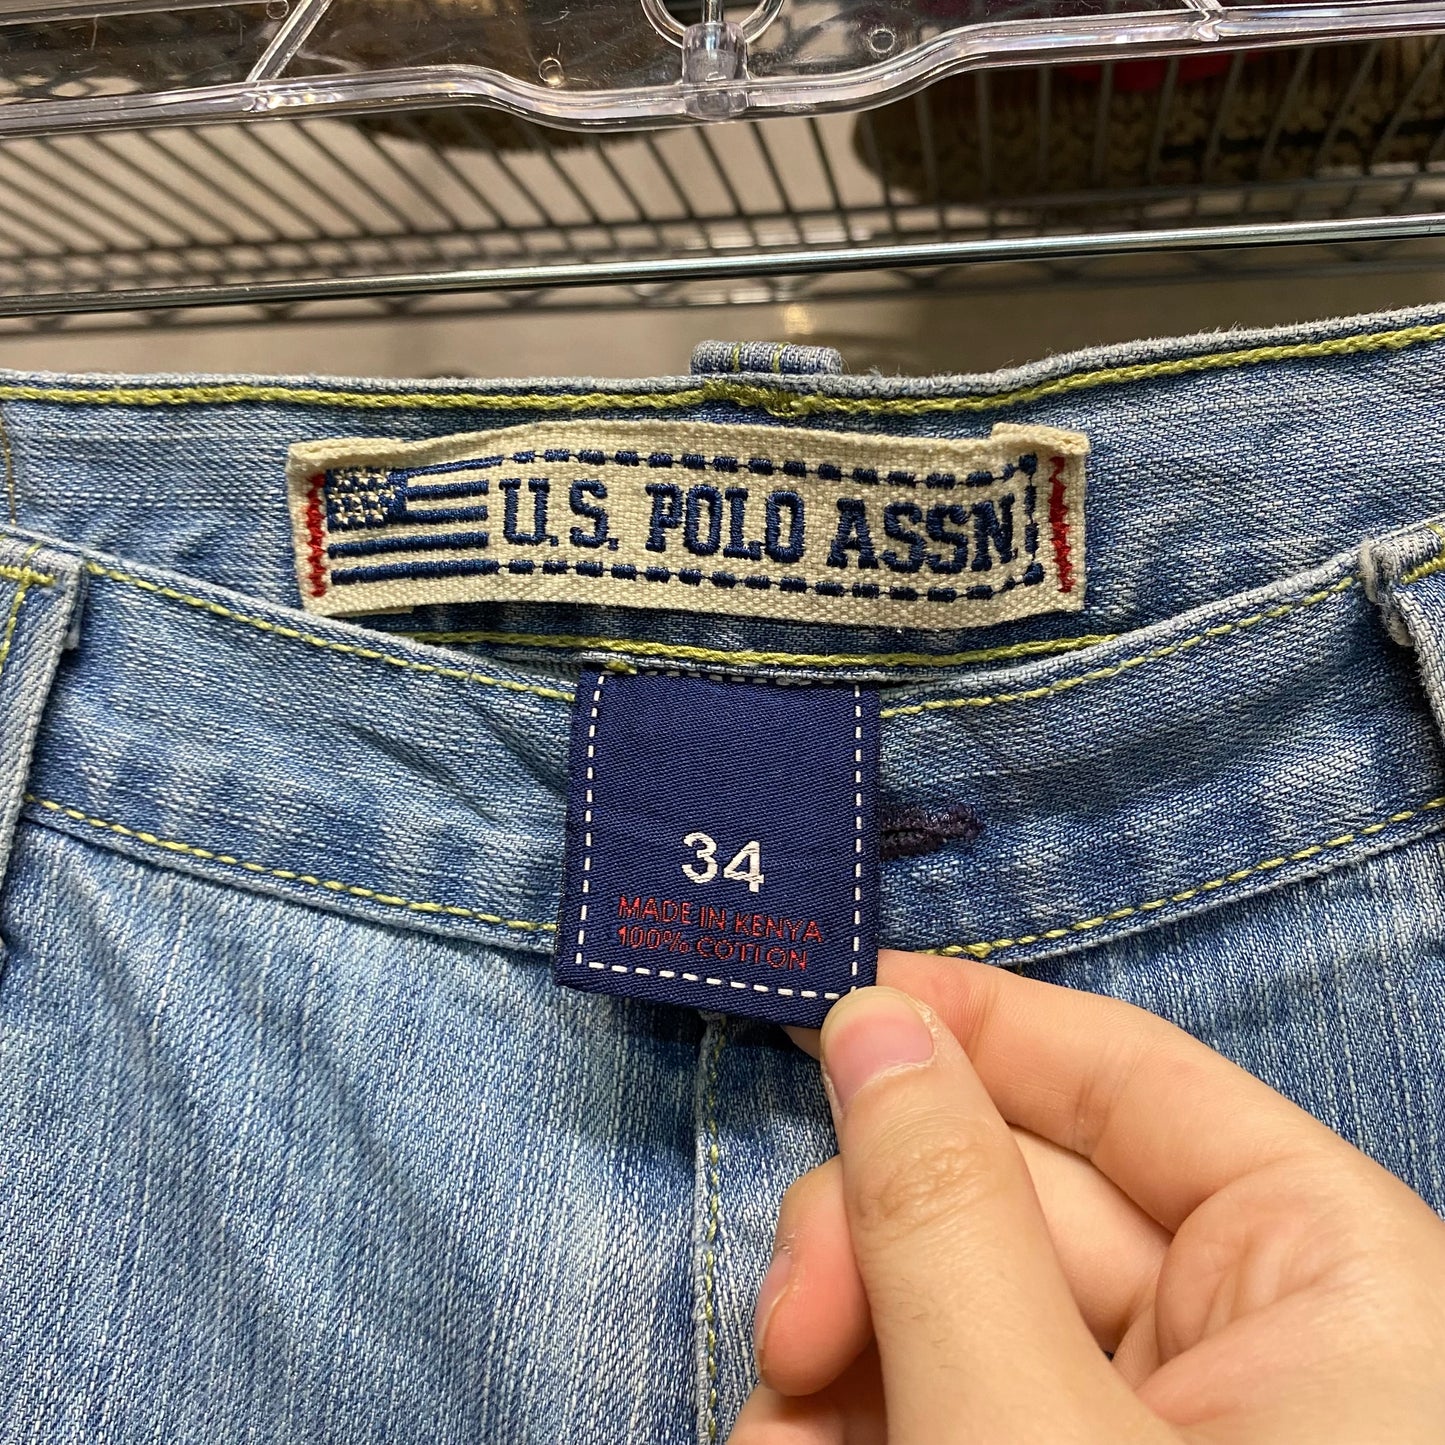 U.S. POLO ASSN.
34
MADE IN KENYA
100% COTTON